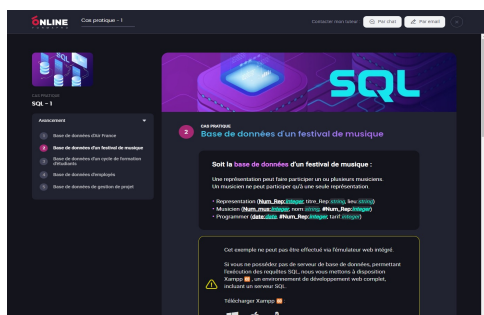 ONLINE
FORMAPRO
Cas pratique - 1
Contacter mon tuteur :
Par chat
Par email
SQL
CAS PRATIQUE
SQL - 1
Avancement
1 Base de données d'Air France
2 Base de données d'un festival de musique
3 Base de données d'un cycle de formation
d'étudiants
4 Base de données d'employés
5 Base de données de gestion de projet
SQL
2
CAS PRATIQUE
Base de données d'un festival de musique
Soit la base de données d'un festival de musique :
Une représentation peut faire participer un ou plusieurs musiciens.
Un musicien ne peut participer qu'à une seule représentation.
• Representation (Num_Rep:integer, titre_Rep:string, lieu string)
• Musicien (Num_mus:integer, nom string, #Num_Rep:integer)
• Programmer (date:date, #Num_Rep:integer, tarif integer)
Cet exemple ne peut pas être effectué via l'émulateur web intégré.
Si vous ne possédez pas de serveur de base de données, permettant
l'exécution des requêtes SQL, nous vous mettons à disposition
Xampp , un environnement de développement web complet,
incluant un serveur SQL.
Télécharger Xampp